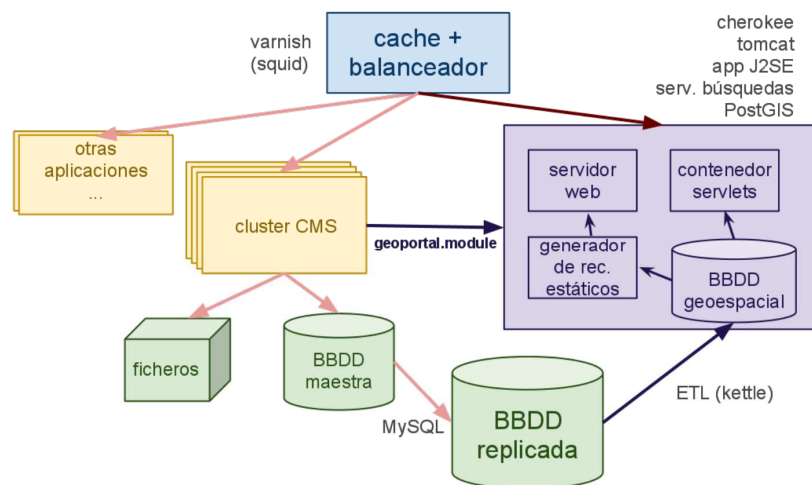 varnish
(squid)
cache +
balanceador
cherokee
tomcat
app J2SE
serv. búsquedas
PostGIS
otras
aplicaciones
...
cluster CMS
geoportal.module
servidor
web
contenedor
servlets
generador
de rec.
estáticos
BBDD
geoespacial
ficheros
BBDD
maestra
MySQL
BBDD
replicada
ETL (kettle)